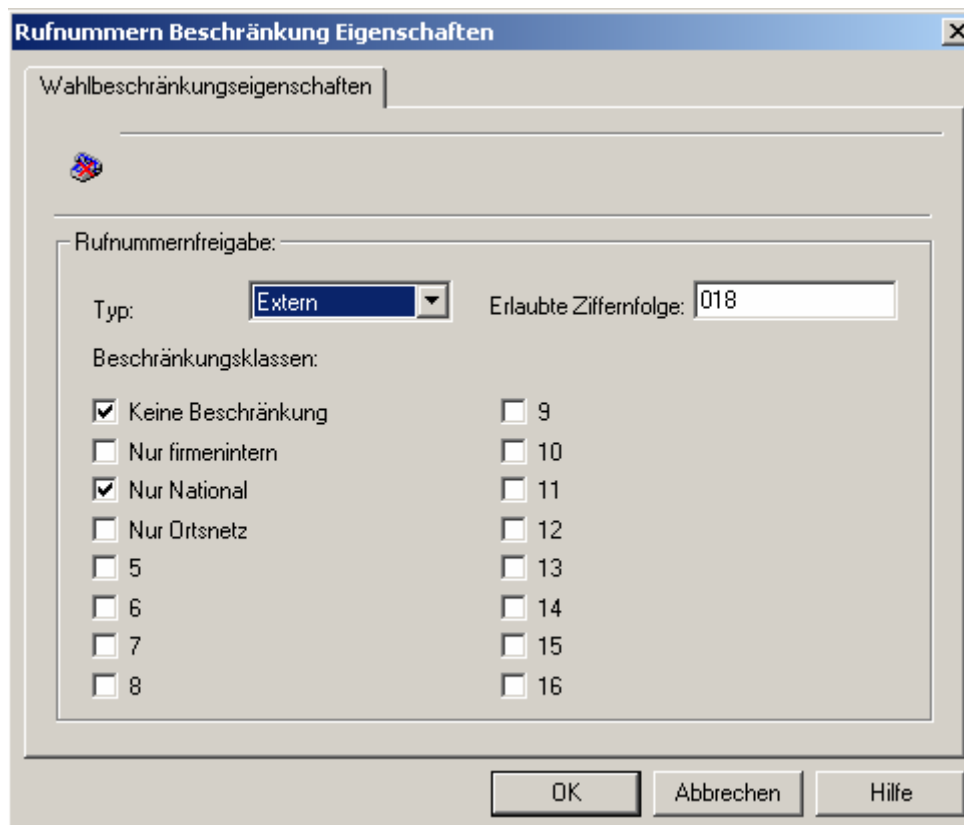 Rufnummern Beschränkung Eigenschaften
Wahlbeschränkungseigenschaften
Rufnummernfreigabe:
Typ: Extern Erlaubte Ziffernfolge: 018
Beschränkungsklassen:
Keine Beschränkung 9
Nur firmenintern 10
Nur National 11
Nur Ortsnetz 12
5 13
6 14
7 15
8 16
OK Abbrechen Hilfe